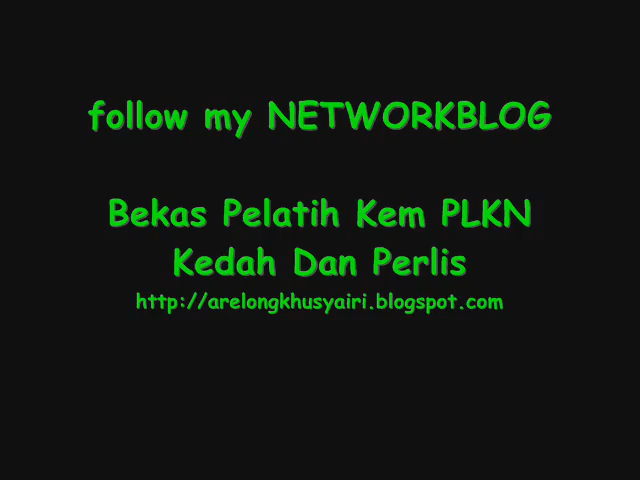 follow my NETWORKBLOG
Bekas Pelatih Kem PLKN
Kedah Dan Perlis
http://arelongkhusyairi.blogspot.com